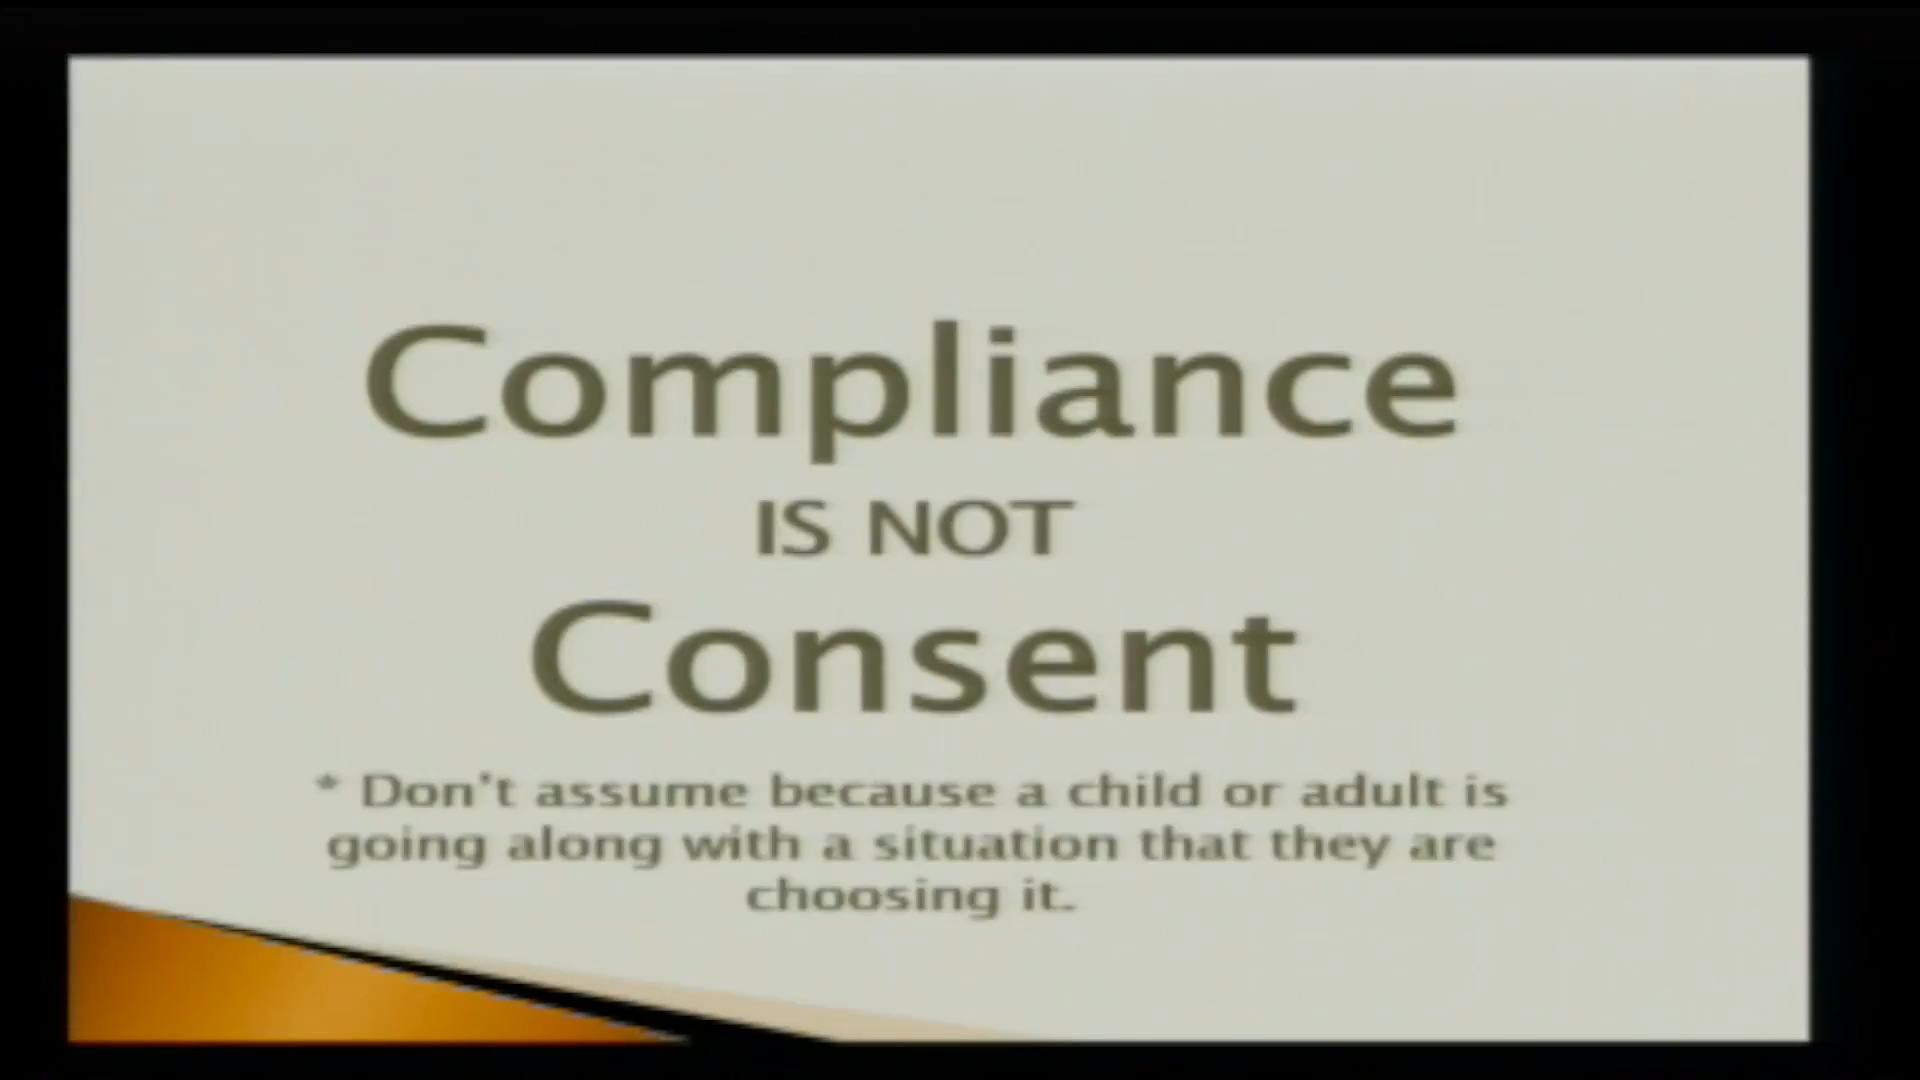 Compliance
IS NOT
Consent
* Don't assume because a child or adult is
going along with a situation that they are
choosing it.